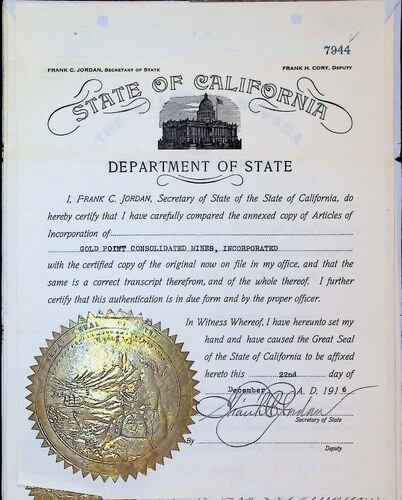 7944
FRANK C. JORDAN, SECRETARY OF STATE
FRANK H. CORY, DEPUTY
STATE OF CALIFORNIA
DEPARTMENT OF STATE
I, FRANK C. JORDAN, Secretary of State of the State of California, do
hereby certify that I have carefully compared the annexed copy of Articles of
Incorporation of
GOLD POINT CONSOLIDATED MINES, INCORPORATED
with the certified copy of the original now on file in my office, and that the
same is a correct transcript therefrom, and of the whole thereof. I further
certify that this authentication is in due form and by the proper officer.
In Witness Whereof, I have hereunto set my
hand and have caused the Great Seal
of the State of California to be affixed
hereto this 22nd day of
December A. D. 1916
Frank C. Jordan
Secretary of State
By
Deputy